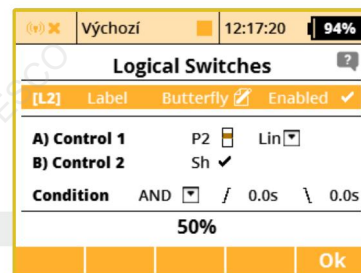 Výchozí 12:17:20 94%
Logical Switches ?
[L2] Label Butterfly Enabled
A) Control 1 P2 Lin
B) Control 2 Sh
Condition AND / 0.0s \ 0.0s
50%
Ok
ESCO